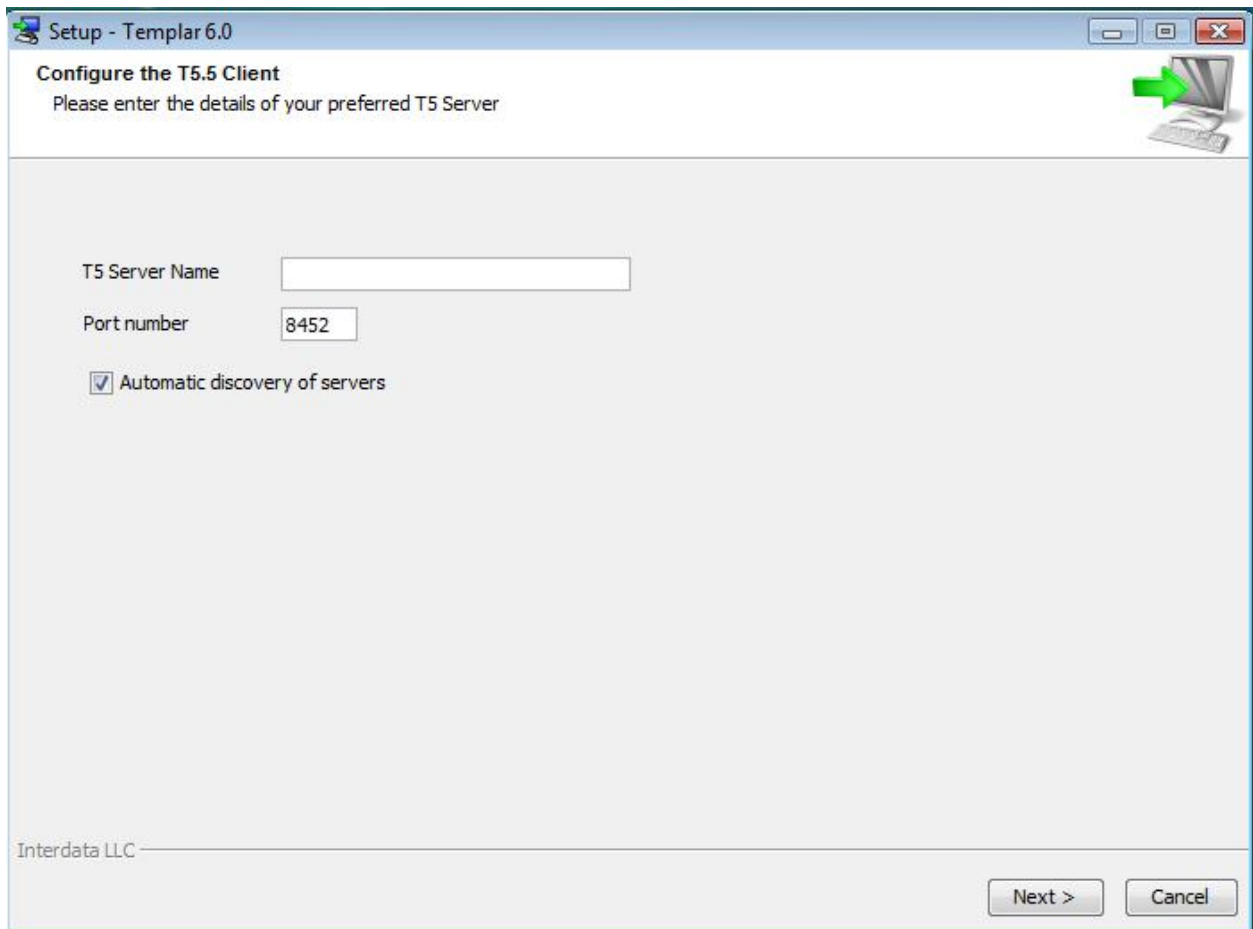 Setup - Templar 6.0
Configure the T5.5 Client
Please enter the details of your preferred T5 Server
T5 Server Name
Port number 8452
Automatic discovery of servers
Interdata LLC
Next > Cancel